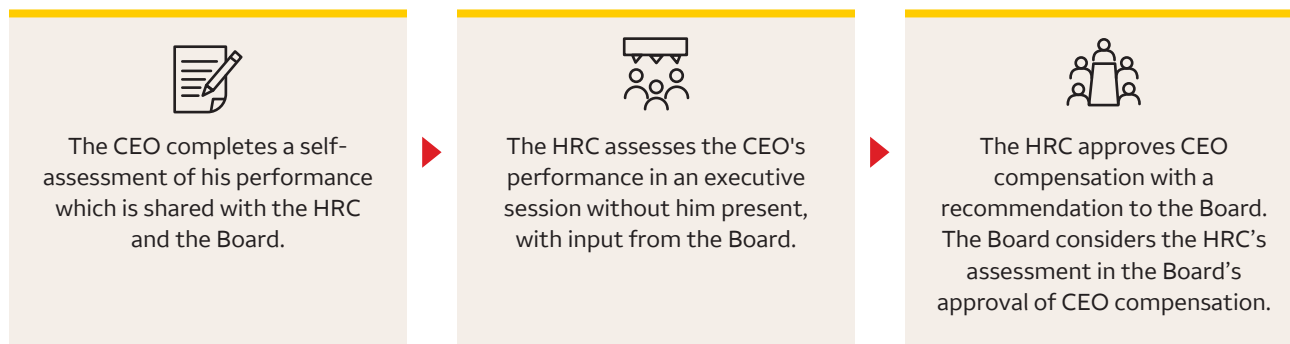 The CEO completes a self-
assessment of his performance
which is shared with the HRC
and the Board.
The HRC assesses the CEO's
performance in an executive
session without him present,
with input from the Board.
The HRC approves CEO
compensation with a
recommendation to the Board.
The Board considers the HRC’s
assessment in the Board’s
approval of CEO compensation.